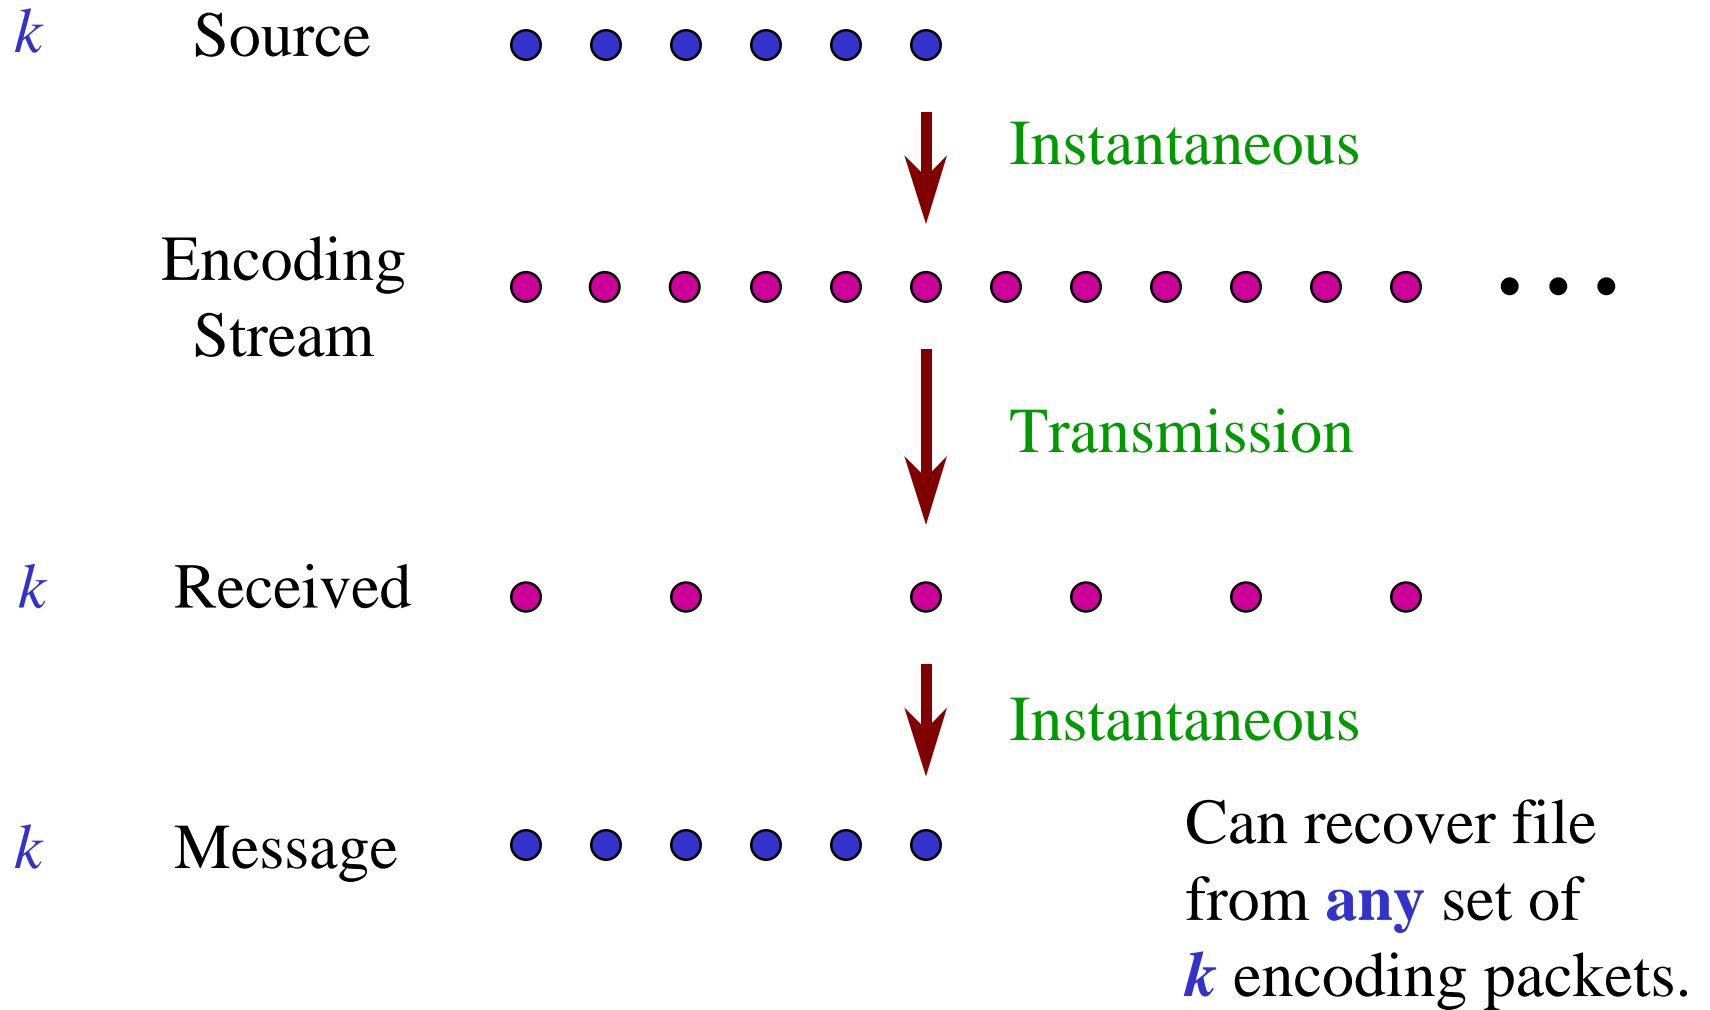 k Source
Instantaneous
Encoding
Stream
Transmission
k Received
Instantaneous
k Message
Can recover file
from any set of
k encoding packets.